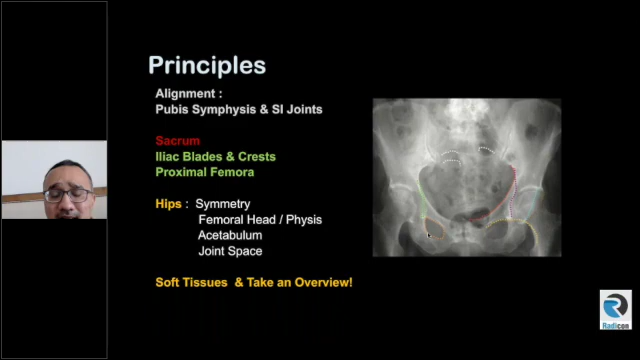 Principles
Alignment :
Pubis Symphysis & SI Joints
Sacrum
Iliac Blades & Crests
Proximal Femora
Hips : Symmetry
Femoral Head / Physis
Acetabulum
Joint Space
Soft Tissues & Take an Overview!
Radicon